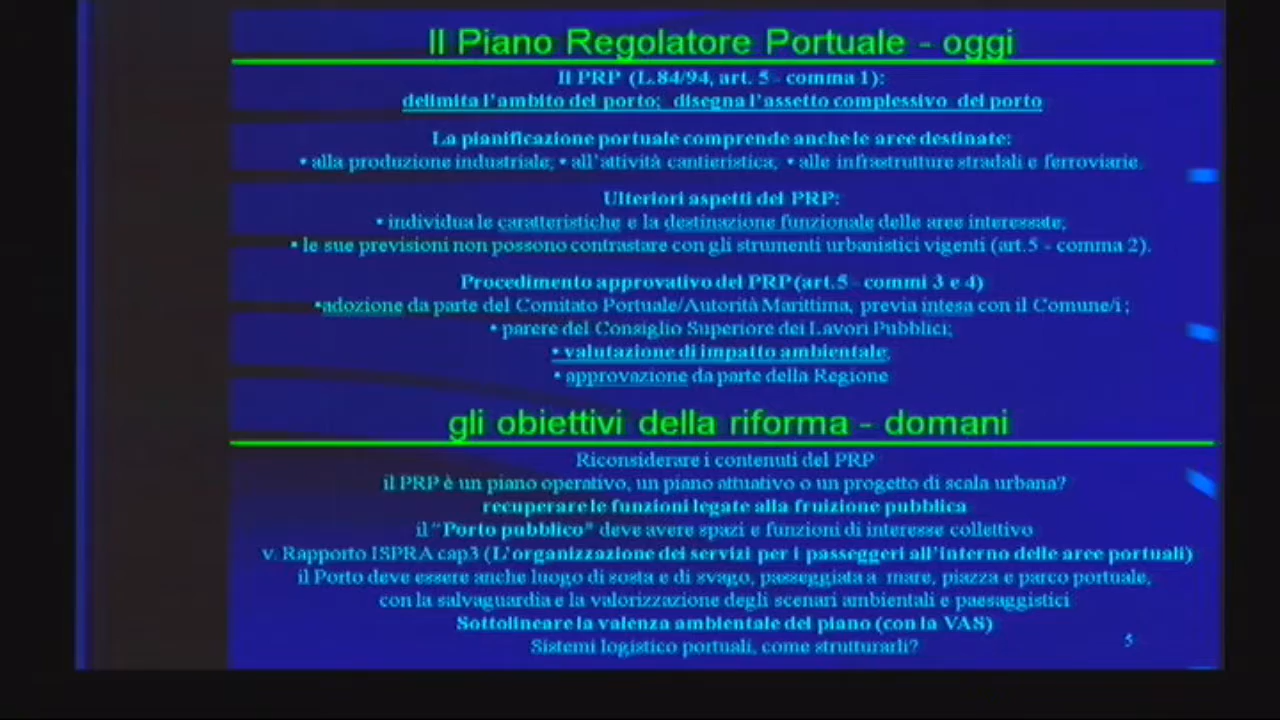 Il Piano Regolatore Portuale - oggi
Il PRP (L.84/94, art. 5 - comma 1):
delimita l'ambito del porto; disegna l'assetto complessivo del porto
La pianificazione portuale comprende anche le aree destinate:
• alla produzione industriale, • all'attività cantieristica, • alle infrastrutture stradali e ferroviarie.
Ulteriori aspetti del PRP:
• individua le caratteristiche e la destinazione funzionale delle aree interessate;
• le sue previsioni non possono contrastare con gli strumenti urbanistici vigenti (art.5 - comma 2).
Procedimento approvativo del PRP (art.5 - commi 3 e 4)
•adozione da parte del Comitato Portuale/Autorità Marittima, previa intesa con il Comune/i ;
• parere del Consiglio Superiore dei Lavori Pubblici;
• valutazione di impatto ambientale;
• approvazione da parte della Regione
gli obiettivi della riforma - domani
Riconsiderare i contenuti del PRP
il PRP è un piano operativo, un piano attuativo o un progetto di scala urbana?
recuperare le funzioni legate alla fruizione pubblica
il "Porto pubblico" deve avere spazi e funzioni di interesse collettivo
v. Rapporto ISPRA cap3 (L'organizzazione dei servizi per i passeggeri all'interno delle aree portuali)
il Porto deve essere anche luogo di sosta e di svago, passeggiata a mare, piazza e parco portuale,
con la salvaguardia e la valorizzazione degli scenari ambientali e paesaggistici
Sottolineare la valenza ambientale del piano (con la VAS)
Sistemi logistico portuali, come strutturarli?
5